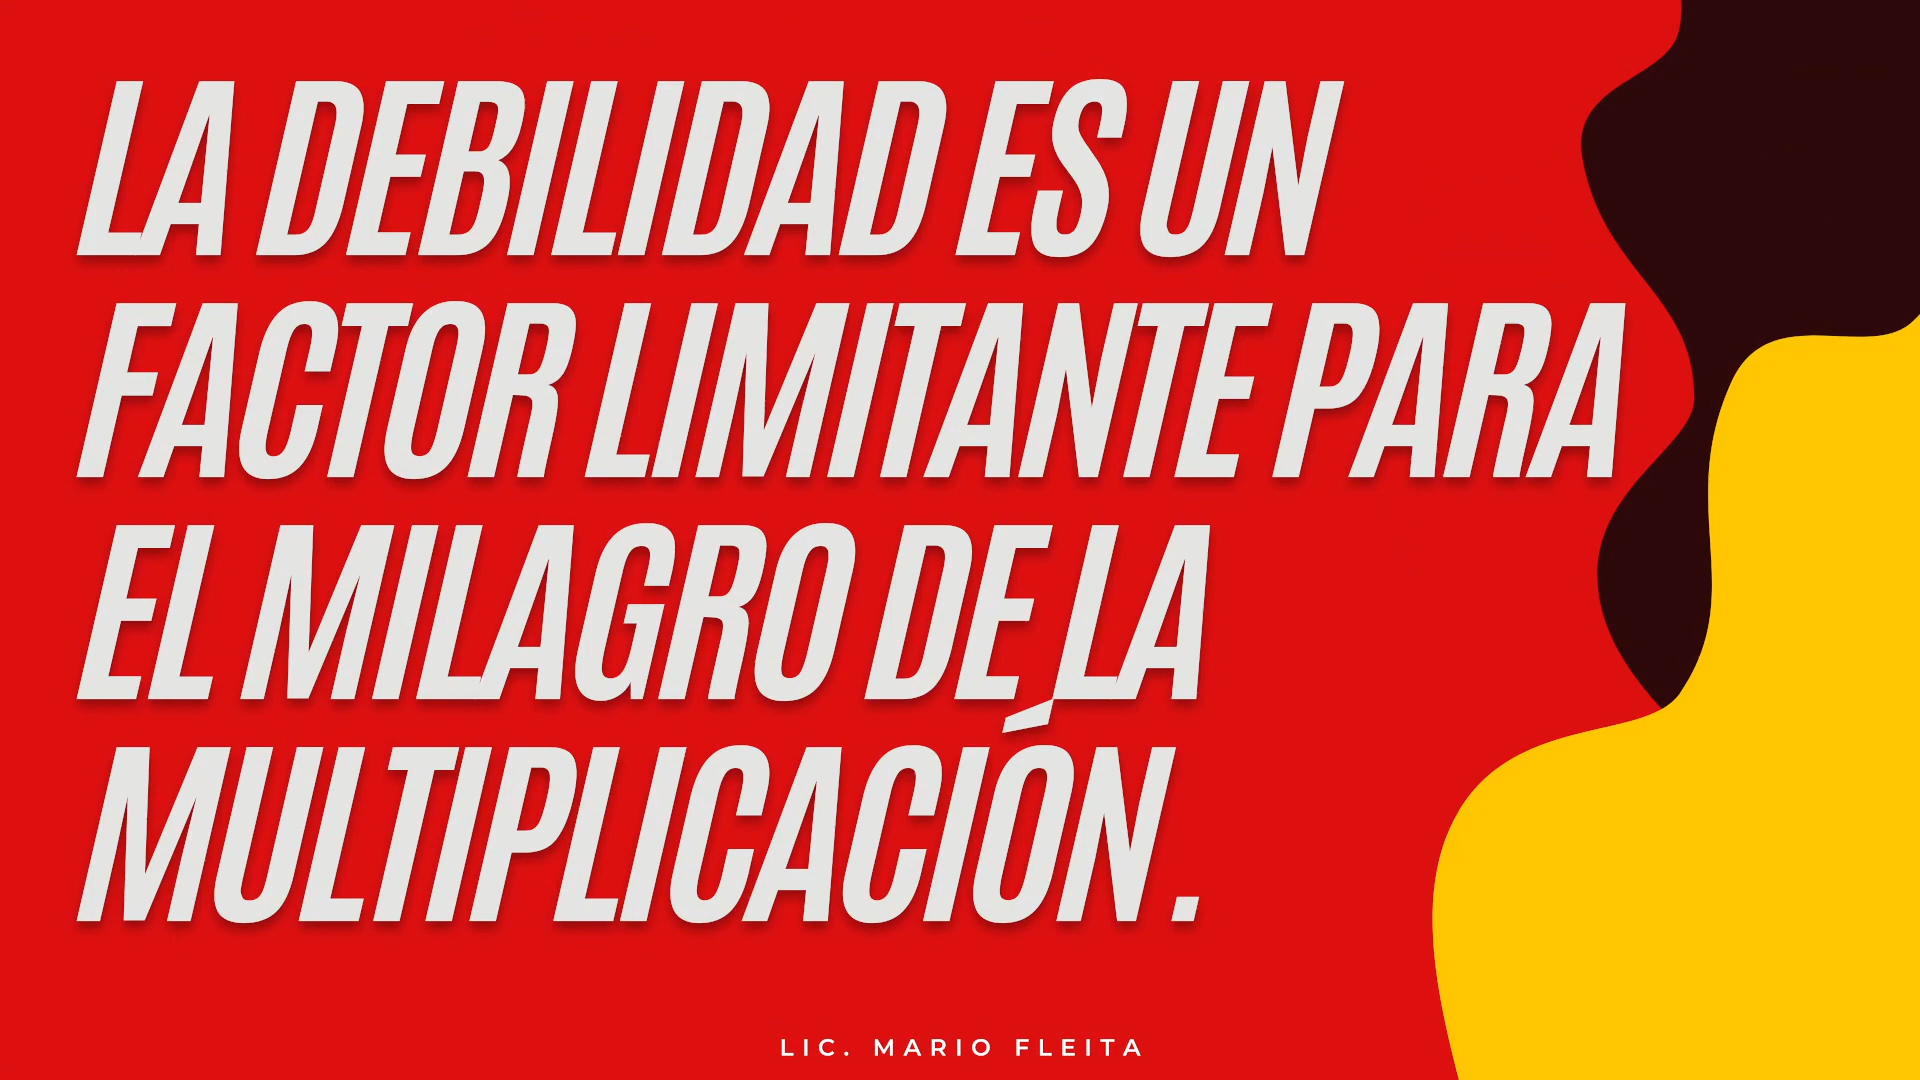 LA DEBILIDAD ES UN
FACTOR LIMITANTE PARA
EL MILAGRO DE LA
MULTIPLICACIÓN.
LIC. MARIO FLEITA